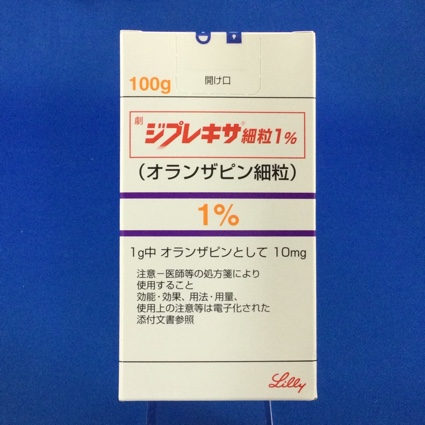 開け口
100g
劇
ジプレキサ®細粒1%
(オランザピン細粒)
1%
1g中 オランザピンとして 10mg
注意-医師等の処方箋により
使用すること
効能・効果、用法・用量、
使用上の注意等は電子化された
添付文書参照
Lilly